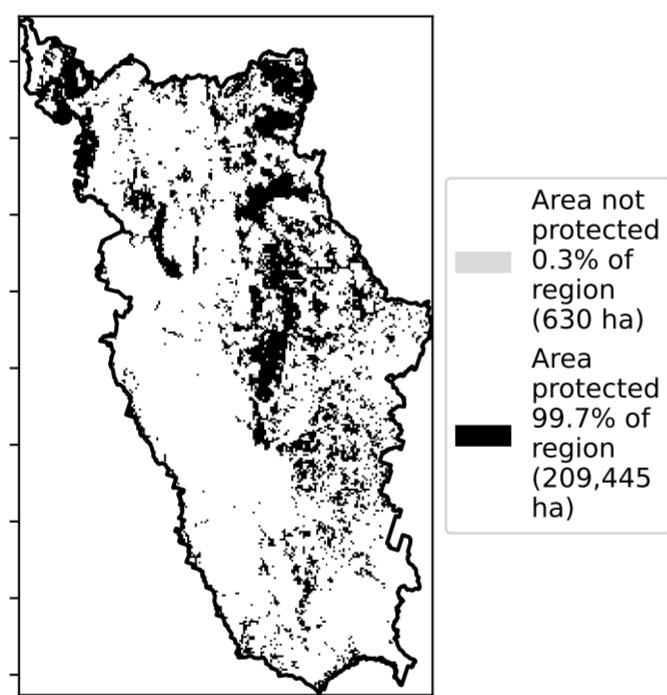 Area not
protected
0.3% of
region
(630 ha)
Area
protected
99.7% of
region
(209,445
ha)